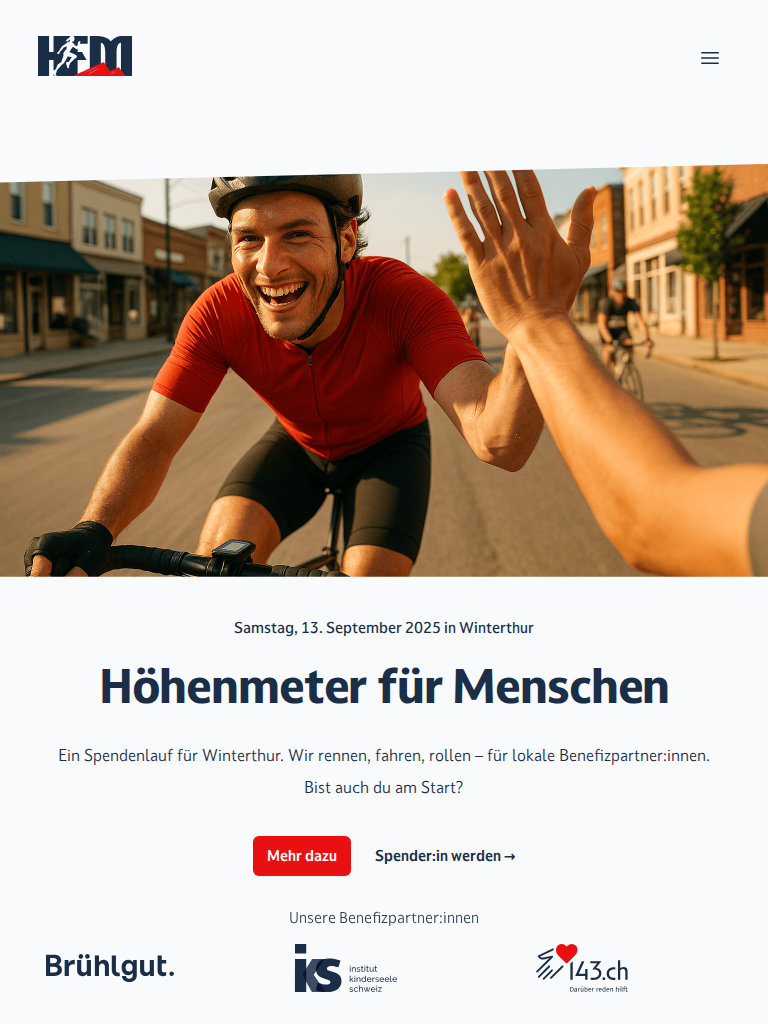 HFM
Samstag, 13. September 2025 in Winterthur
Höhenmeter für Menschen
Ein Spendenlauf für Winterthur. Wir rennen, fahren, rollen – für lokale Benefizpartner:innen.
Bist auch du am Start?
Mehr dazu
Spender:in werden →
Unsere Benefizpartner:innen
Brühlgut.
iks institut
kinderseele
schweiz
143.ch
Darüber reden hilft